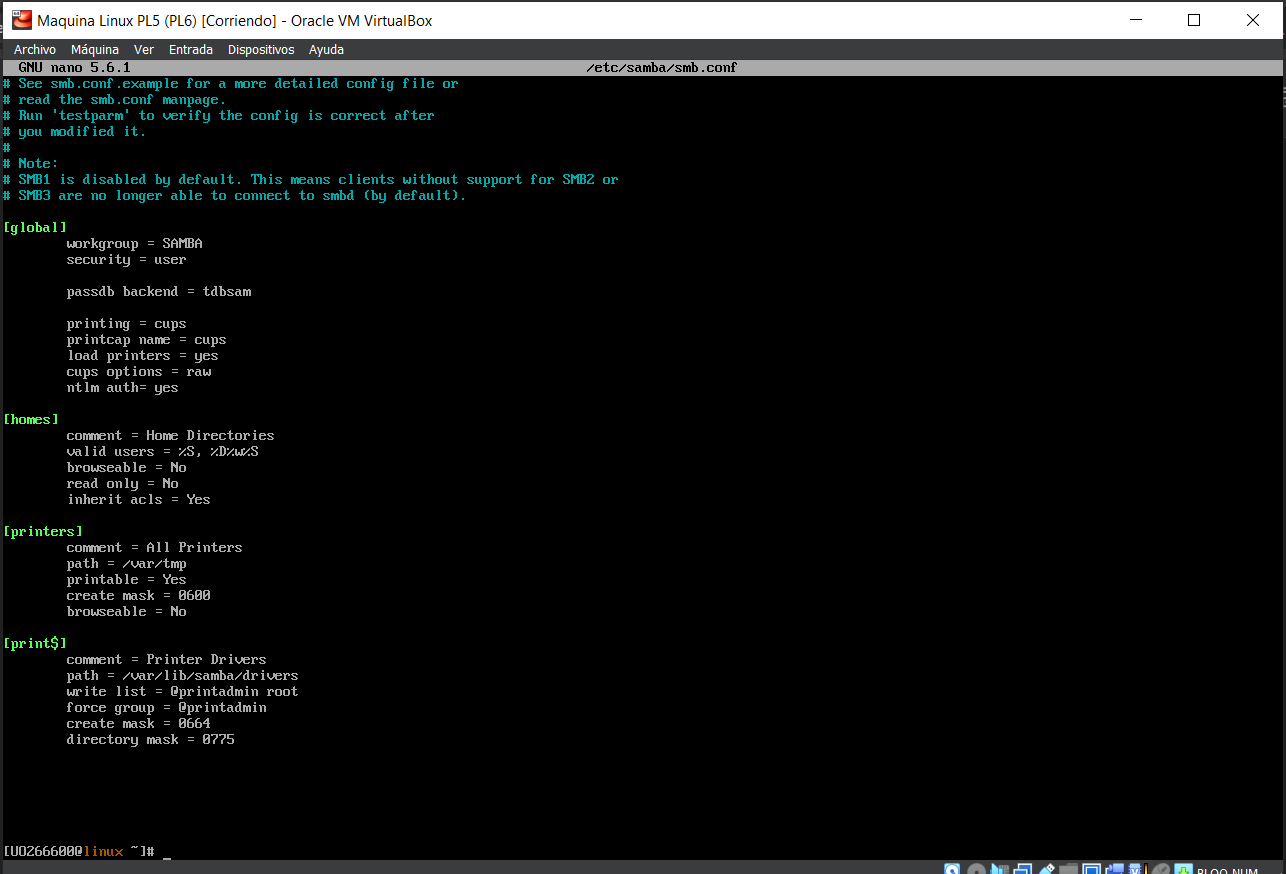 Maquina Linux PL5 (PL6) [Corriendo] - Oracle VM VirtualBox
Archivo Máquina Ver Entrada Dispositivos Ayuda
GNU nano 5.6.1 /etc/samba/smb.conf
# See smb.conf.example for a more detailed config file or
# read the smb.conf manpage.
# Run 'testparm' to verify the config is correct after
# you modified it.
#
# Note:
# SMB1 is disabled by default. This means clients without support for SMB2 or
# SMB3 are no longer able to connect to smbd (by default).
[global]
workgroup = SAMBA
security = user
passdb backend = tdbsam
printing = cups
printcap name = cups
load printers = yes
cups options = raw
ntlm auth= yes
[homes]
comment = Home Directories
valid users = %S, %D%w%S
browseable = No
read only = No
inherit acls = Yes
[printers]
comment = All Printers
path = /var/tmp
printable = Yes
create mask = 0600
browseable = No
[print$]
comment = Printer Drivers
path = /var/lib/samba/drivers
write list = @printadmin root
force group = @printadmin
create mask = 0664
directory mask = 0775
[UO266600@linux ~]# _
BLOQ NUM